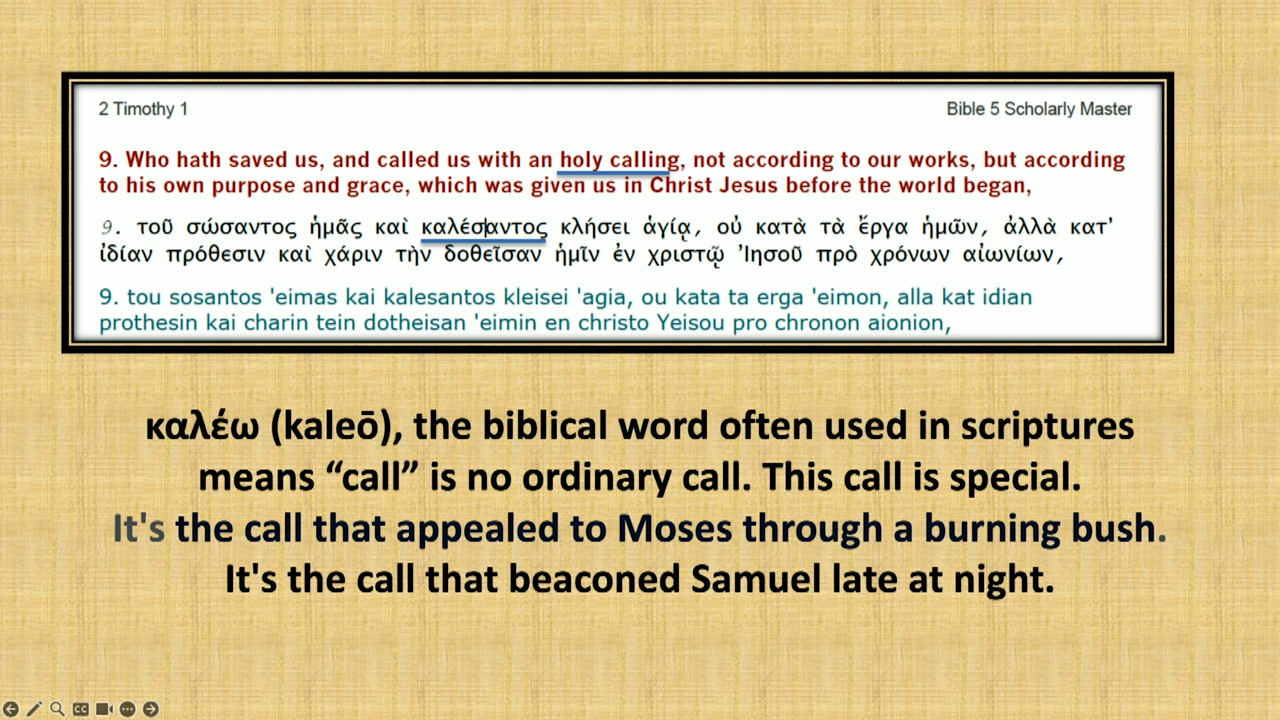 2 Timothy 1
Bible 5 Scholarly Master
9. Who hath saved us, and called us with an holy calling, not according to our works, but according
to his own purpose and grace, which was given us in Christ Jesus before the world began,
9. τοῦ σώσαντος ἡμᾶς καὶ καλέσαντος κλήσει ἁγίᾳ, οὐ κατὰ τὰ ἔργα ἡμῶν, ἀλλὰ κατ’
ἰδίαν πρόθεσιν καὶ χάριν τὴν δοθεῖσαν ἡμῖν ἐν χριστῷ Ἰησοῦ πρὸ χρόνων αἰωνίων,
9. tou sosantos 'eimas kai kalesantos kleisei 'agia, ou kata ta erga 'eimon, alla kat idian
prothesin kai charin tein dotheisan 'eimin en christo Yeisou pro chronon aionion,
καλέω (kaleō), the biblical word often used in scriptures
means “call” is no ordinary call. This call is special.
It's the call that appealed to Moses through a burning bush.
It's the call that beaconed Samuel late at night.
CC